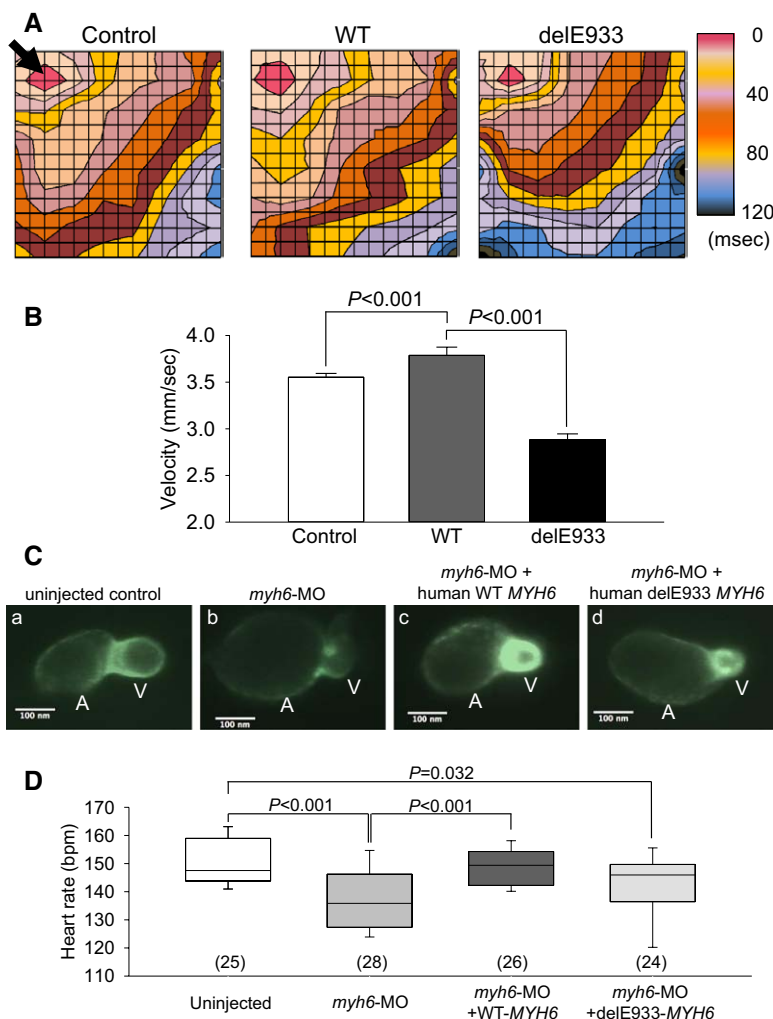 A
Control
WT
delE933
0
40
80
120
(msec)
B
P<0.001
P<0.001
Velocity (mm/sec)
4.0
3.5
3.0
2.5
2.0
Control
WT
delE933
C
uninjected control
myh6-MO
myh6-MO +
human WT MYH6
myh6-MO +
human delE933 MYH6
a
A
V
100 nm
b
A
V
100 nm
c
A
V
100 nm
d
A
V
100 nm
D
P=0.032
P<0.001
P<0.001
Heart rate (bpm)
170
160
150
140
130
120
110
(25)
(28)
(26)
(24)
Uninjected
myh6-MO
myh6-MO
+WT-MYH6
myh6-MO
+delE933-MYH6